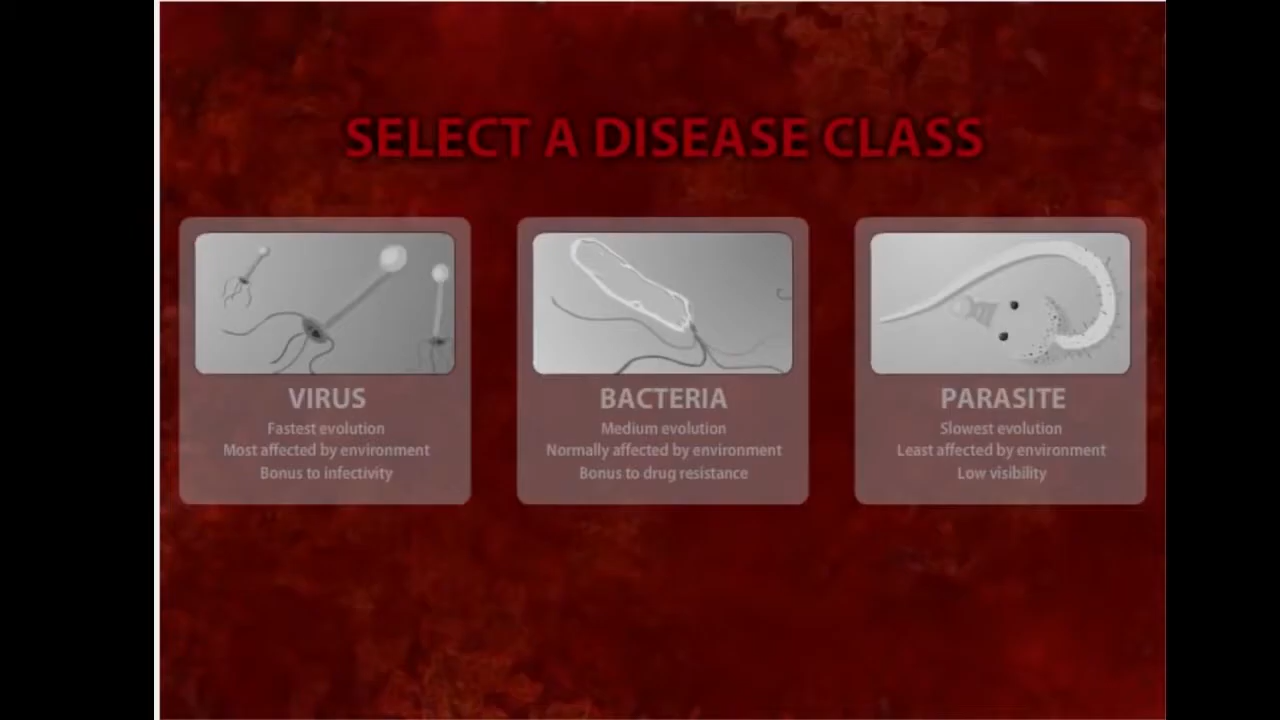 SELECT A DISEASE CLASS
VIRUS
Fastest evolution
Most affected by environment
Bonus to infectivity
BACTERIA
Medium evolution
Normally affected by environment
Bonus to drug resistance
PARASITE
Slowest evolution
Least affected by environment
Low visibility